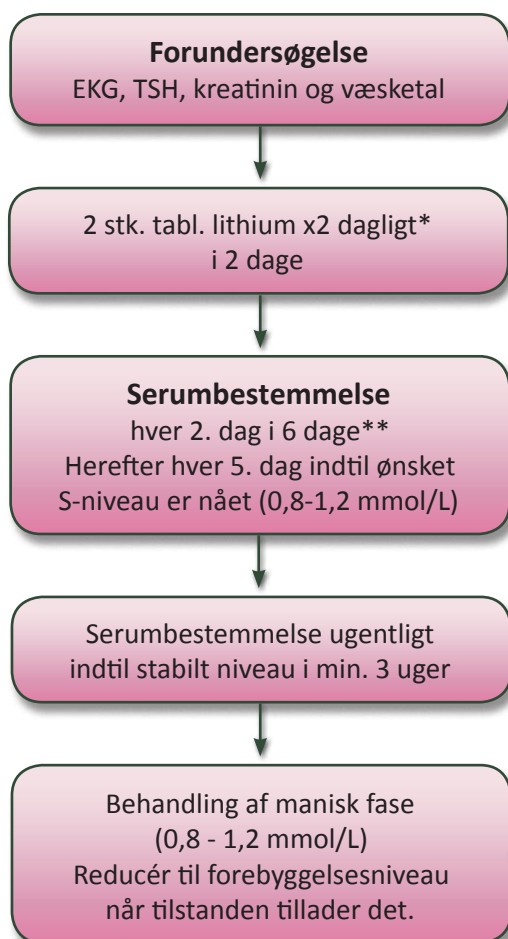 Forundersøgelse
EKG, TSH, kreatinin og væsketal
2 stk. tabl. lithium x2 dagligt*
i 2 dage
Serumbestemmelse
hver 2. dag i 6 dage**
Herefter hver 5. dag indtil ønsket
S-niveau er nået (0,8-1,2 mmol/L)
Serumbestemmelse ugentligt
indtil stabilt niveau i min. 3 uger
Behandling af manisk fase
(0,8 - 1,2 mmol/L)
Reducér til forebyggelsesniveau
når tilstanden tillader det.